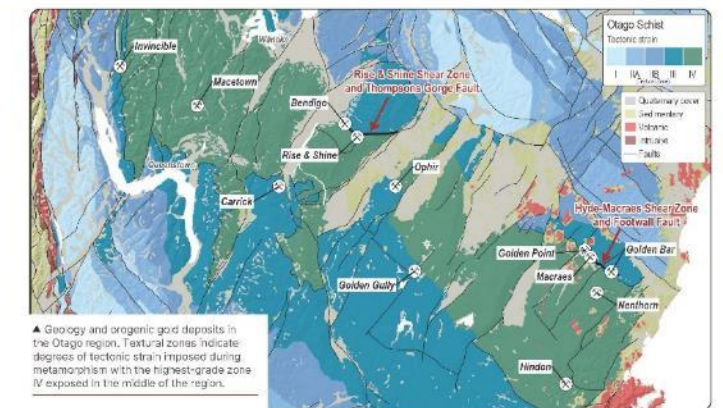 Otago Schist
Tectonic strain
I IIA IIB III IV
Quaternary cover
Sedimentary
Volcanic
Intrusion
Faults
Wanaka
Invincible
Macetown
Rise & Shine Shear Zone
and Thompsons Gorge Fault
Bendigo
Rise & Shine
Queenstown
Ophir
Carrick
Hyde-Macraes Shear Zone
and Footwall Fault
Golden Point
Golden Bar
Macraes
Golden Gully
Nenthorn
Hindon
▲ Geology and orogenic gold deposits in
the Otago region. Textural zones indicate
degrees of tectonic strain imposed during
metamorphism with the highest-grade zone
IV exposed in the middle of the region.